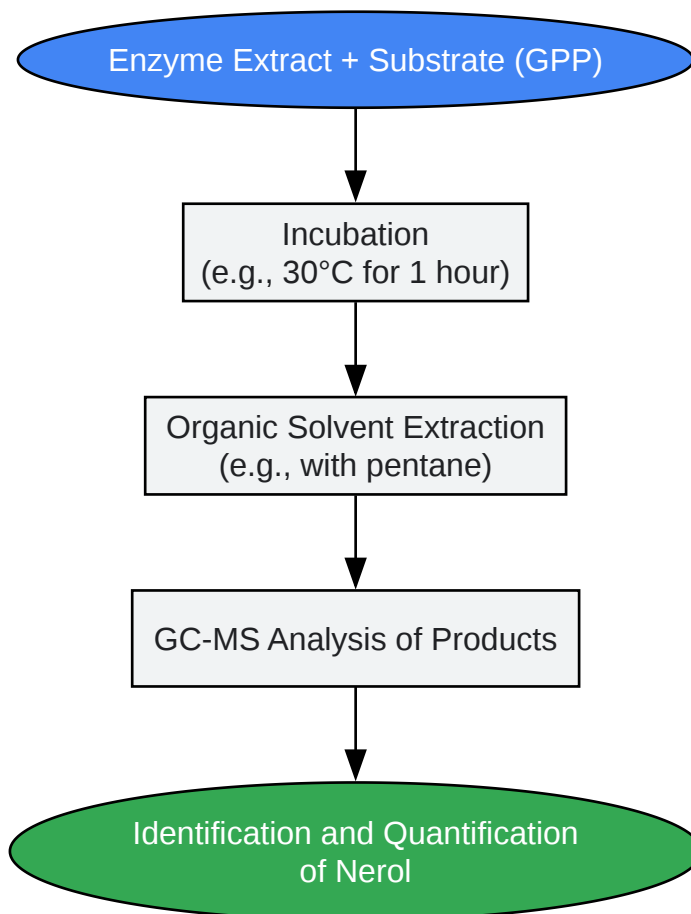 Enzyme Extract + Substrate (GPP)
Incubation
(e.g., 30°C for 1 hour)
Organic Solvent Extraction
(e.g., with pentane)
GC-MS Analysis of Products
Identification and Quantification
of Nerol